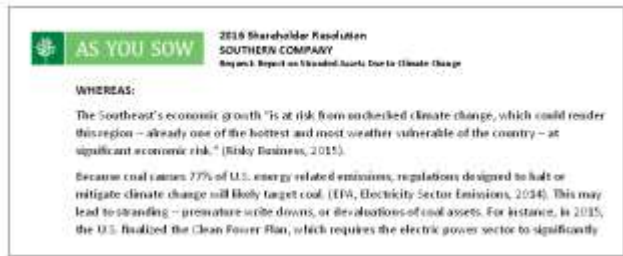 AS YOU SOW
2016 Shareholder Resolution
SOUTHERN COMPANY
Request: Report on Stranded Assets Due to Climate Change
WHEREAS:
The Southeast's economic growth "is at risk from unchecked climate change, which could render
this region – already one of the hottest and most weather vulnerable of the country – at
significant economic risk." (Risky Business, 2015).
Because coal causes 77% of U.S. energy related emissions, regulations designed to halt or
mitigate climate change will likely target coal. (EPA, Electricity Sector Emissions, 2014). This may
lead to stranding – premature write downs, or devaluations of coal assets. For instance, in 2015,
the U.S. finalized the Clean Power Plan, which requires the electric power sector to significantly